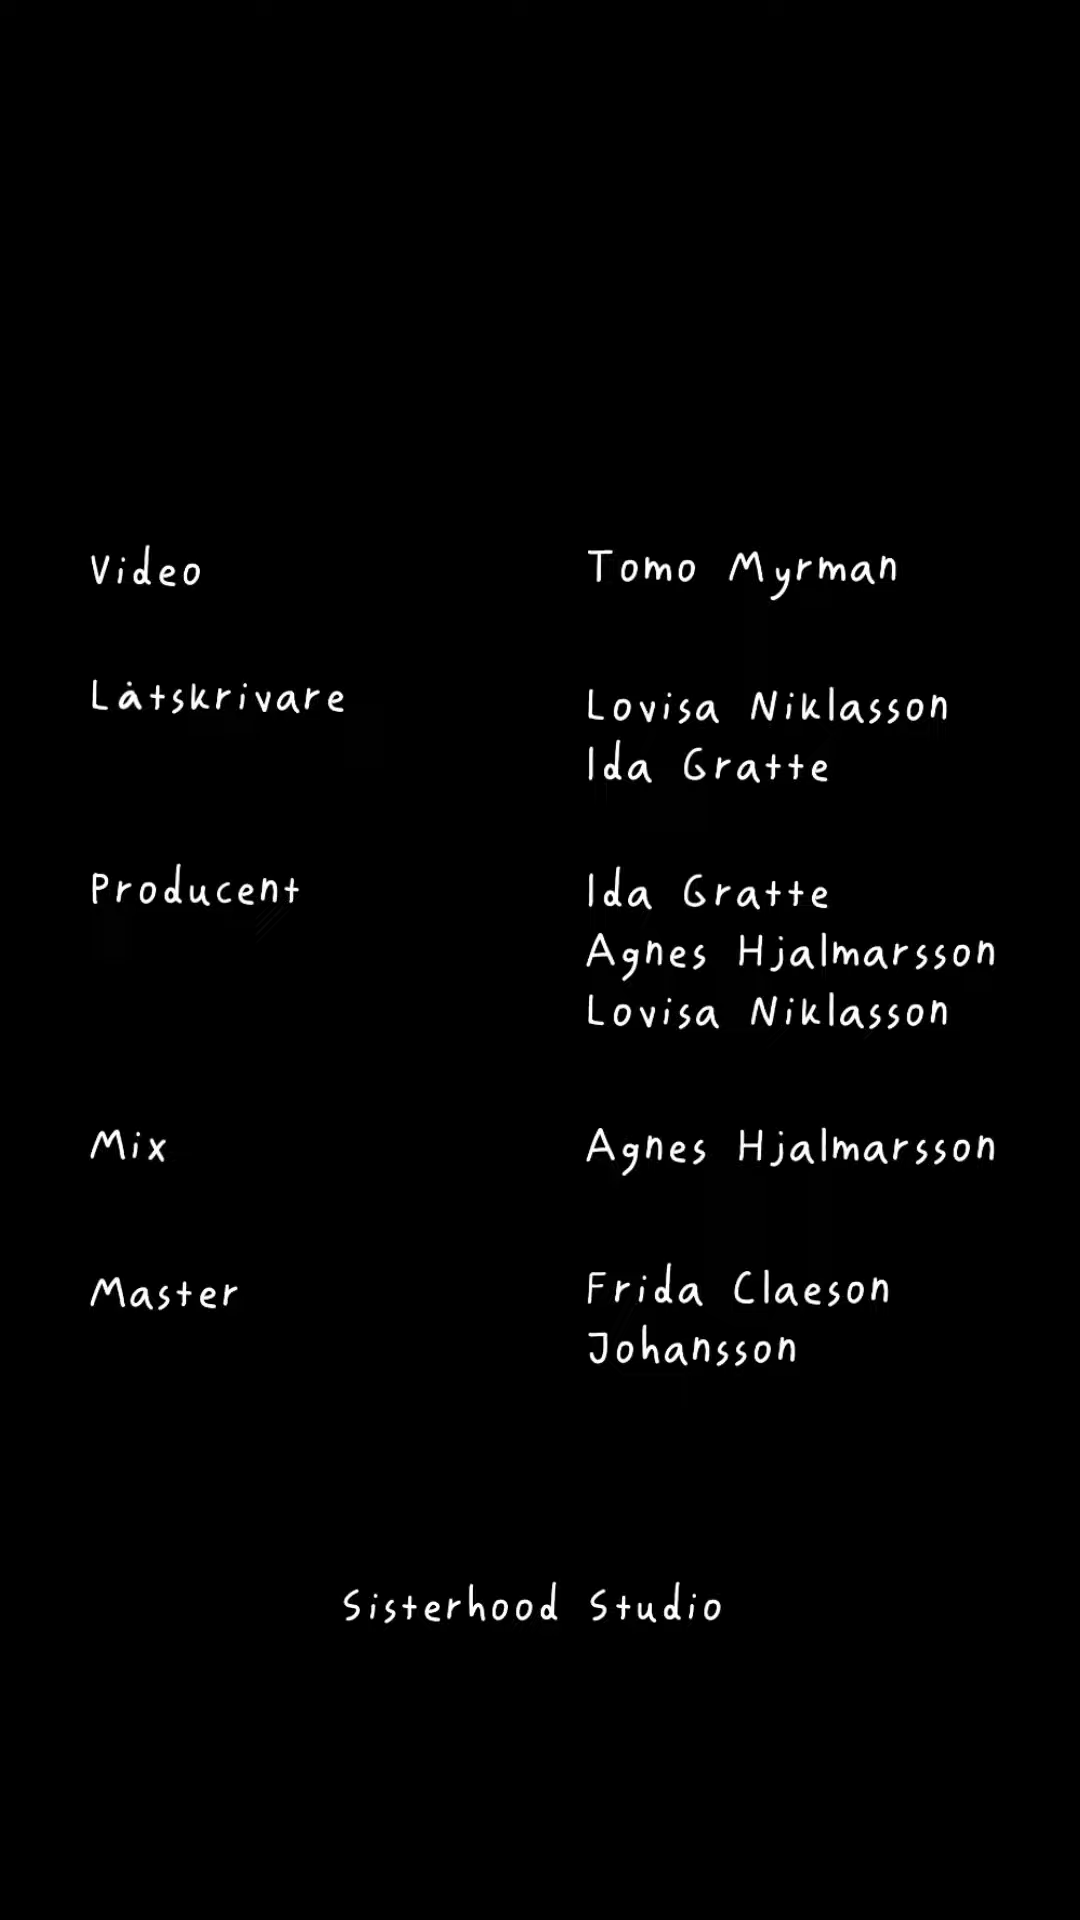 Video Tomo Myrman
Låtskrivare Lovisa Niklasson
Ida Gratte
Producent Ida Gratte
Agnes Hjalmarsson
Lovisa Niklasson
Mix Agnes Hjalmarsson
Master Frida Claeson
Johansson
Sisterhood Studio